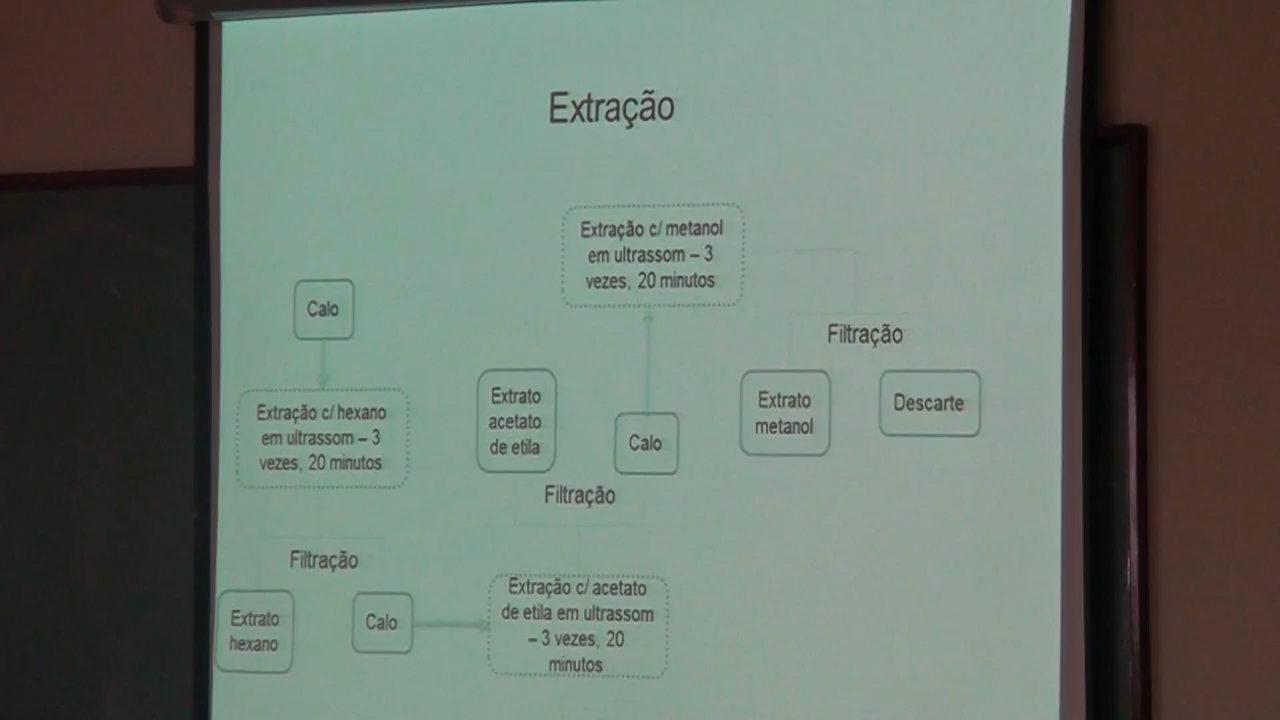 Extração
Calo
Extração c/ hexano
em ultrassom – 3
vezes, 20 minutos
Filtração
Extrato
hexano
Calo
Extração c/ acetato
de etila em ultrassom
– 3 vezes, 20
minutos
Filtração
Extrato
acetato
de etila
Calo
Extração c/ metanol
em ultrassom – 3
vezes, 20 minutos
Filtração
Extrato
metanol
Descarte